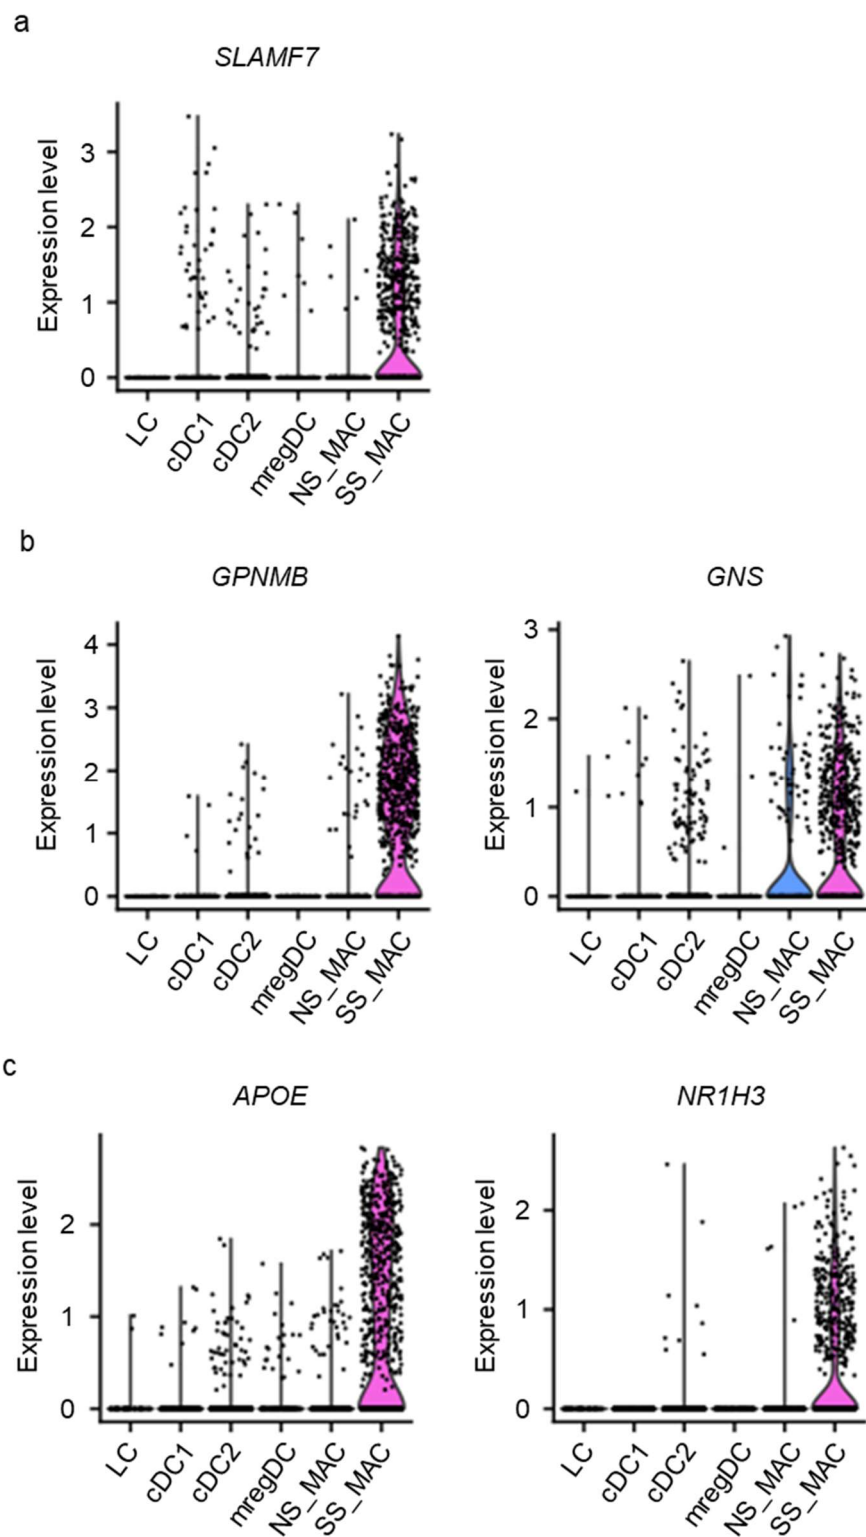 a
SLAMF7
Expression level
3
2
1
0
LC cDC1 cDC2 mregDC NS_MAC SS_MAC
b
GPNMB
Expression level
4
3
2
1
0
LC cDC1 cDC2 mregDC NS_MAC SS_MAC
GNS
Expression level
3
2
1
0
LC cDC1 cDC2 mregDC NS_MAC SS_MAC
c
APOE
Expression level
2
1
0
LC cDC1 cDC2 mregDC NS_MAC SS_MAC
NR1H3
Expression level
2
1
0
LC cDC1 cDC2 mregDC NS_MAC SS_MAC